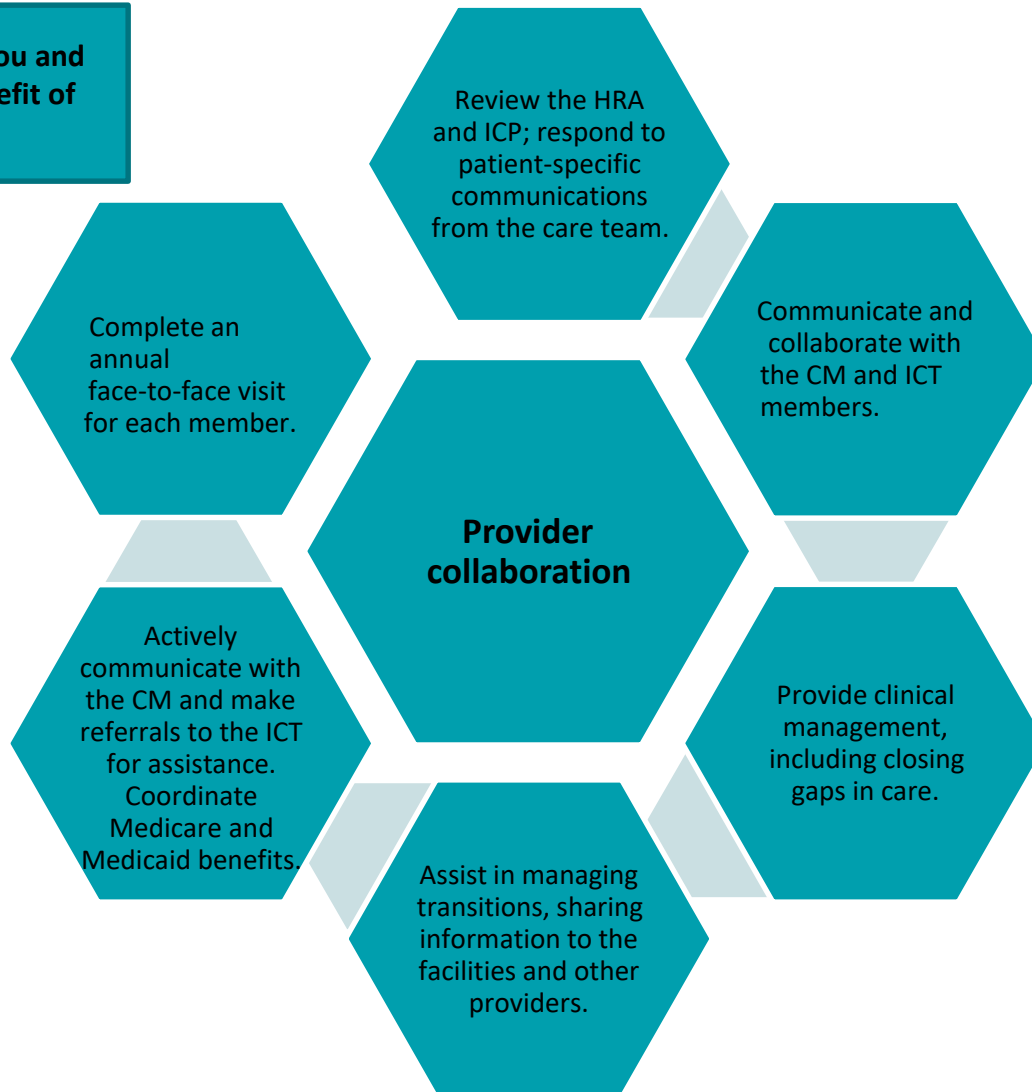 ou and
efit of
Review the HRA
and ICP; respond to
patient-specific
communications
from the care team.
Communicate and
collaborate with
the CM and ICT
members.
Provide clinical
management,
including closing
gaps in care.
Assist in managing
transitions, sharing
information to the
facilities and other
providers.
Actively
communicate with
the CM and make
referrals to the ICT
for assistance.
Coordinate
Medicare and
Medicaid benefits.
Complete an
annual
face-to-face visit
for each member.
Provider
collaboration